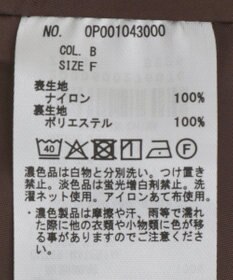 NO. 0P001043000
COL. B
SIZE F
表生地
ナイロン 100%
裏生地
ポリエステル 100%
40 F
濃色品は白物と分別洗い。つけ置き
禁止。淡色品は蛍光増白剤禁止。洗
濯ネット使用。アイロンあて布使用。
・濃色製品は摩擦や汗、雨等で濡れ
た際に他の衣類や小物類に色が移
る事が御座いますのでご注意くださ
い。